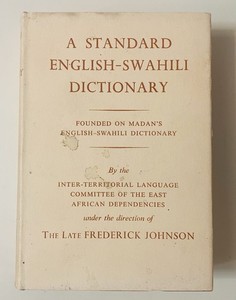 A STANDARD
ENGLISH-SWAHILI
DICTIONARY
FOUNDED ON MADAN'S
ENGLISH-SWAHILI DICTIONARY
By the
INTER-TERRITORIAL LANGUAGE
COMMITTEE OF THE EAST
AFRICAN DEPENDENCIES
under the direction of
THE LATE FREDERICK JOHNSON